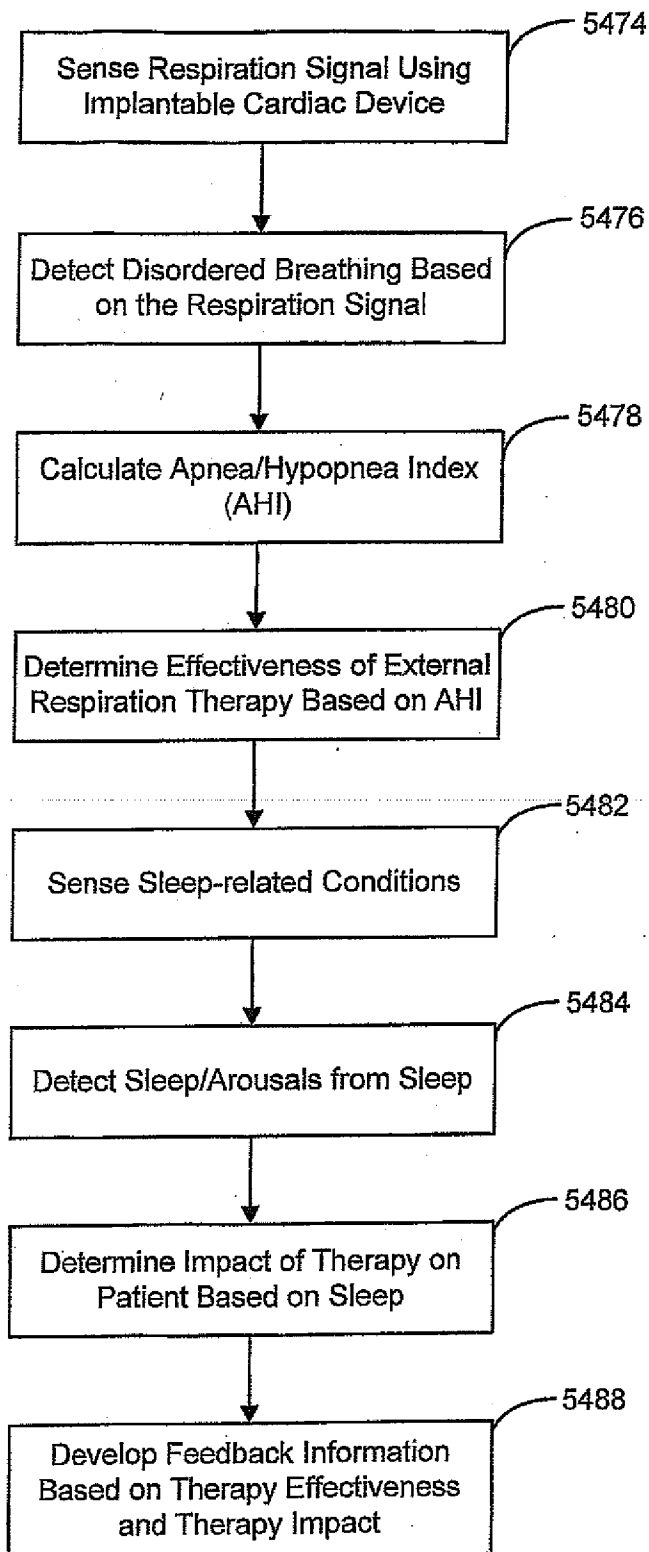 5474
Sense Respiration Signal Using
Implantable Cardiac Device
5476
Detect Disordered Breathing Based
on the Respiration Signal
5478
Calculate Apnea/Hypopnea Index
(AHI)
5480
Determine Effectiveness of External
Respiration Therapy Based on AHI
5482
Sense Sleep-related Conditions
5484
Detect Sleep/Arousals from Sleep
5486
Determine Impact of Therapy on
Patient Based on Sleep
5488
Develop Feedback Information
Based on Therapy Effectiveness
and Therapy Impact